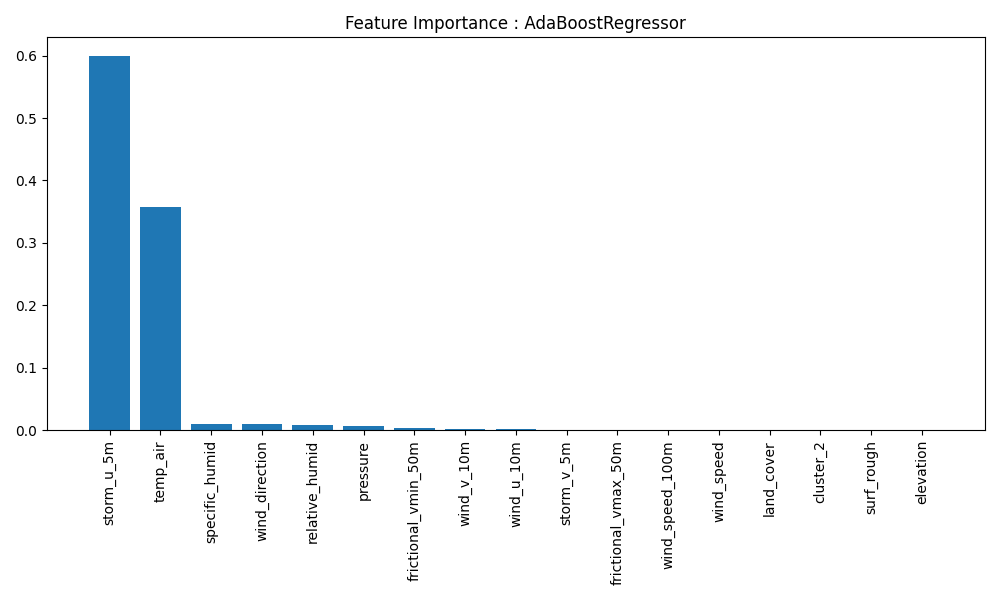 Feature Importance : AdaBoostRegressor
0.6
0.5
0.4
0.3
0.2
0.1
0.0
storm_u_5m
temp_air
specific_humid
wind_direction
relative_humid
pressure
frictional_vmin_50m
wind_v_10m
wind_u_10m
storm_v_5m
frictional_vmax_50m
wind_speed_100m
wind_speed
land_cover
cluster_2
surf_rough
elevation